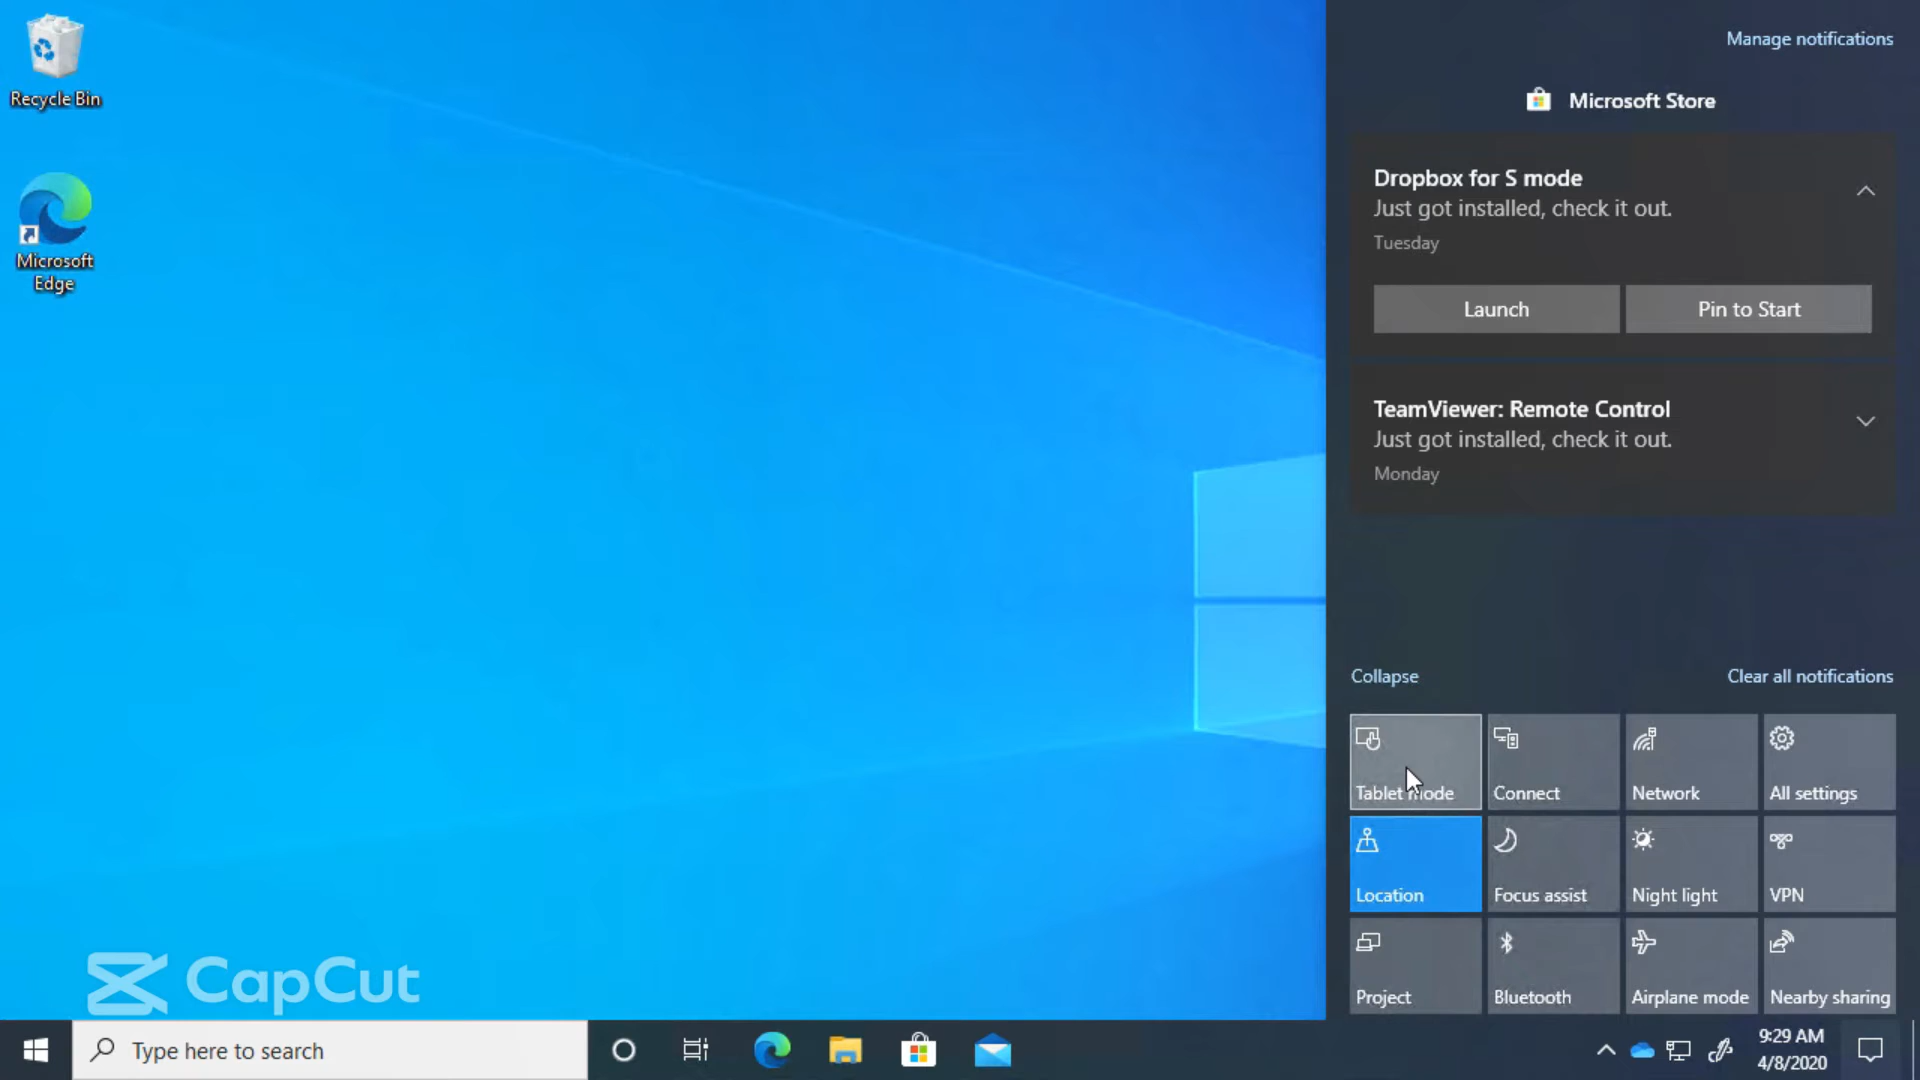 Recycle Bin
Microsoft
Edge
CapCut
Manage notifications
Microsoft Store
Dropbox for S mode
Just got installed, check it out.
Tuesday
Launch
Pin to Start
TeamViewer: Remote Control
Just got installed, check it out.
Monday
Collapse
Clear all notifications
Tablet mode
Connect
Network
All settings
Location
Focus assist
Night light
VPN
Project
Bluetooth
Airplane mode
Nearby sharing
Type here to search
9:29 AM
4/8/2020